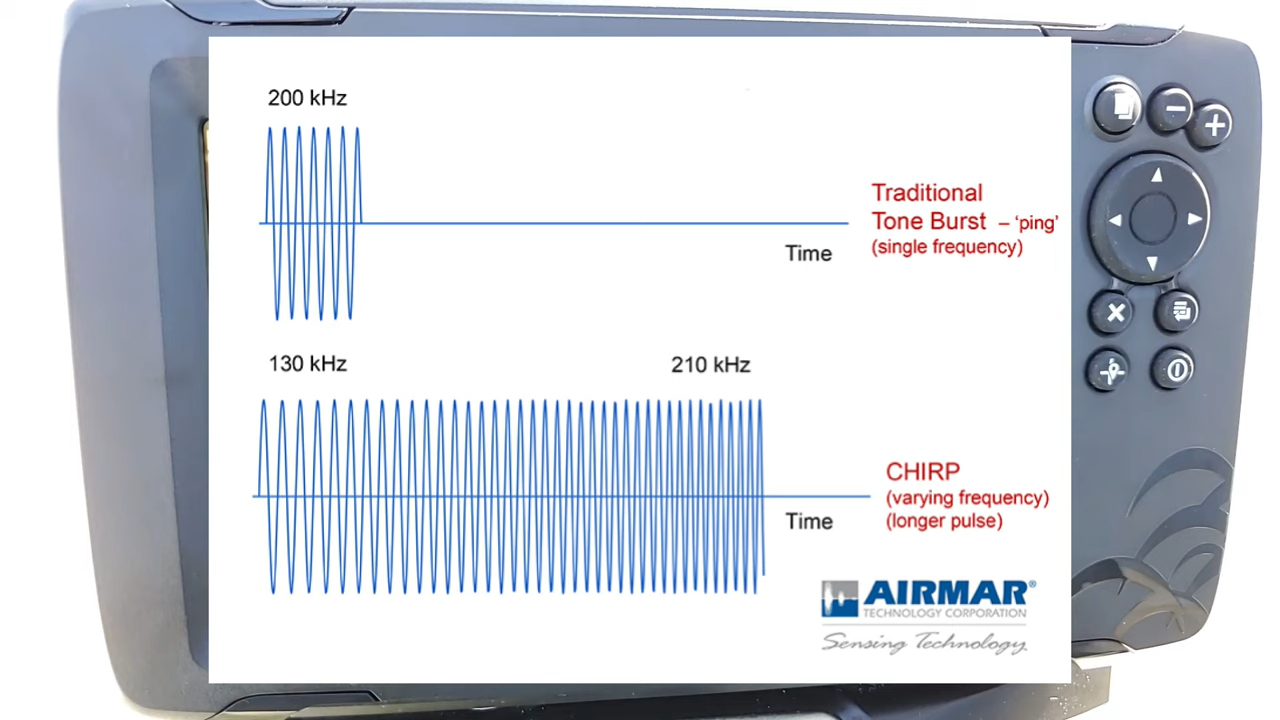 200 kHz
Traditional
Tone Burst – ‘ping’
(single frequency)
Time
130 kHz
210 kHz
CHIRP
(varying frequency)
(longer pulse)
Time
AIRMAR®
TECHNOLOGY CORPORATION
Sensing Technology